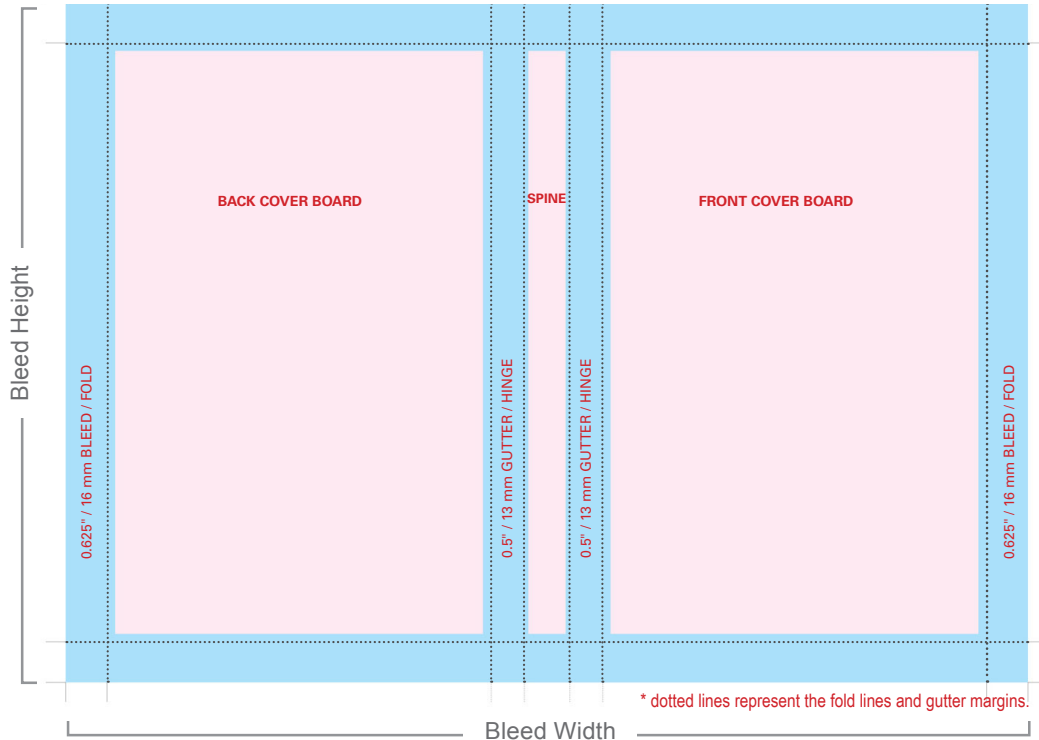 BACK COVER BOARD
SPINE
FRONT COVER BOARD
Bleed Height
0.625" / 16 mm BLEED / FOLD
0.5" / 13 mm GUTTER / HINGE
0.5" / 13 mm GUTTER / HINGE
0.625" / 16 mm BLEED / FOLD
* dotted lines represent the fold lines and gutter margins.
Bleed Width